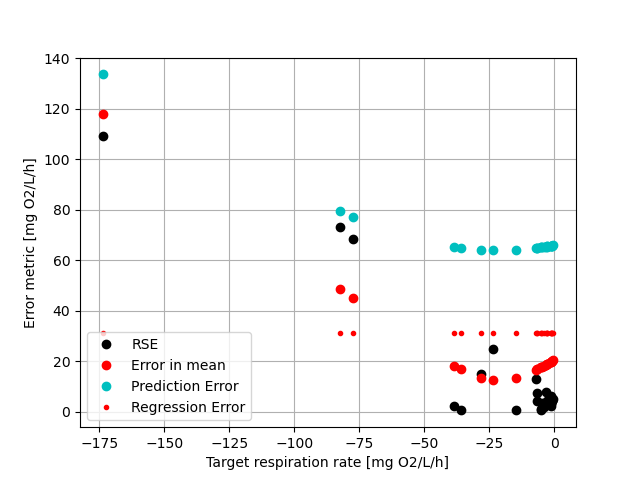 140
120
100
80
60
40
20
0
Error metric [mg O2/L/h]
RSE
Error in mean
Prediction Error
Regression Error
−175 −150 −125 −100 −75 −50 −25 0
Target respiration rate [mg O2/L/h]